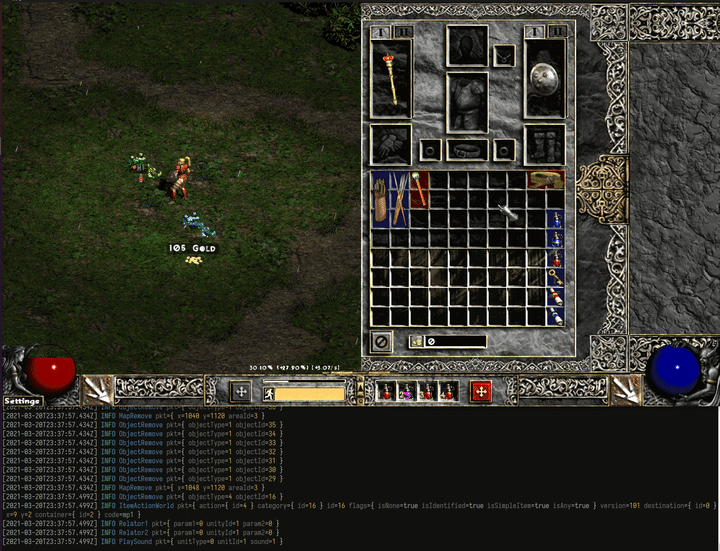 I II
I II
105 GOLD
30.10% (+27.90%) [+5.07/s]
0
Settings
1 2 3 4
[2021-03-20T23:37:57.434Z] INFO MapRemove pkt={ x=1040 y=1120 areaId=3 }
[2021-03-20T23:37:57.434Z] INFO ObjectRemove pkt={ objectType=1 objectId=35 }
[2021-03-20T23:37:57.434Z] INFO ObjectRemove pkt={ objectType=1 objectId=34 }
[2021-03-20T23:37:57.434Z] INFO ObjectRemove pkt={ objectType=1 objectId=33 }
[2021-03-20T23:37:57.434Z] INFO ObjectRemove pkt={ objectType=1 objectId=32 }
[2021-03-20T23:37:57.434Z] INFO ObjectRemove pkt={ objectType=1 objectId=31 }
[2021-03-20T23:37:57.434Z] INFO ObjectRemove pkt={ objectType=1 objectId=30 }
[2021-03-20T23:37:57.434Z] INFO ObjectRemove pkt={ objectType=1 objectId=29 }
[2021-03-20T23:37:57.434Z] INFO MapRemove pkt={ x=1048 y=1120 areaId=3 }
[2021-03-20T23:37:57.499Z] INFO ObjectRemove pkt={ objectType=4 objectId=16 }
[2021-03-20T23:37:57.499Z] INFO ItemActionWorld pkt={ action={ id=4 } category={ id=16 } id=16 flags={ isNone=true isIdentified=true isSimpleItem=true isAny=true } version=101 destination={ id=0 }
x=9 y=2 container={ id=2 } code=mp1 }
[2021-03-20T23:37:57.499Z] INFO Relator1 pkt={ param1=0 unityId=1 param2=0 }
[2021-03-20T23:37:57.499Z] INFO Relator2 pkt={ param1=0 unityId=1 param2=0 }
[2021-03-20T23:37:57.499Z] INFO PlaySound pkt={ unitType=0 unitId=1 sound=1 }